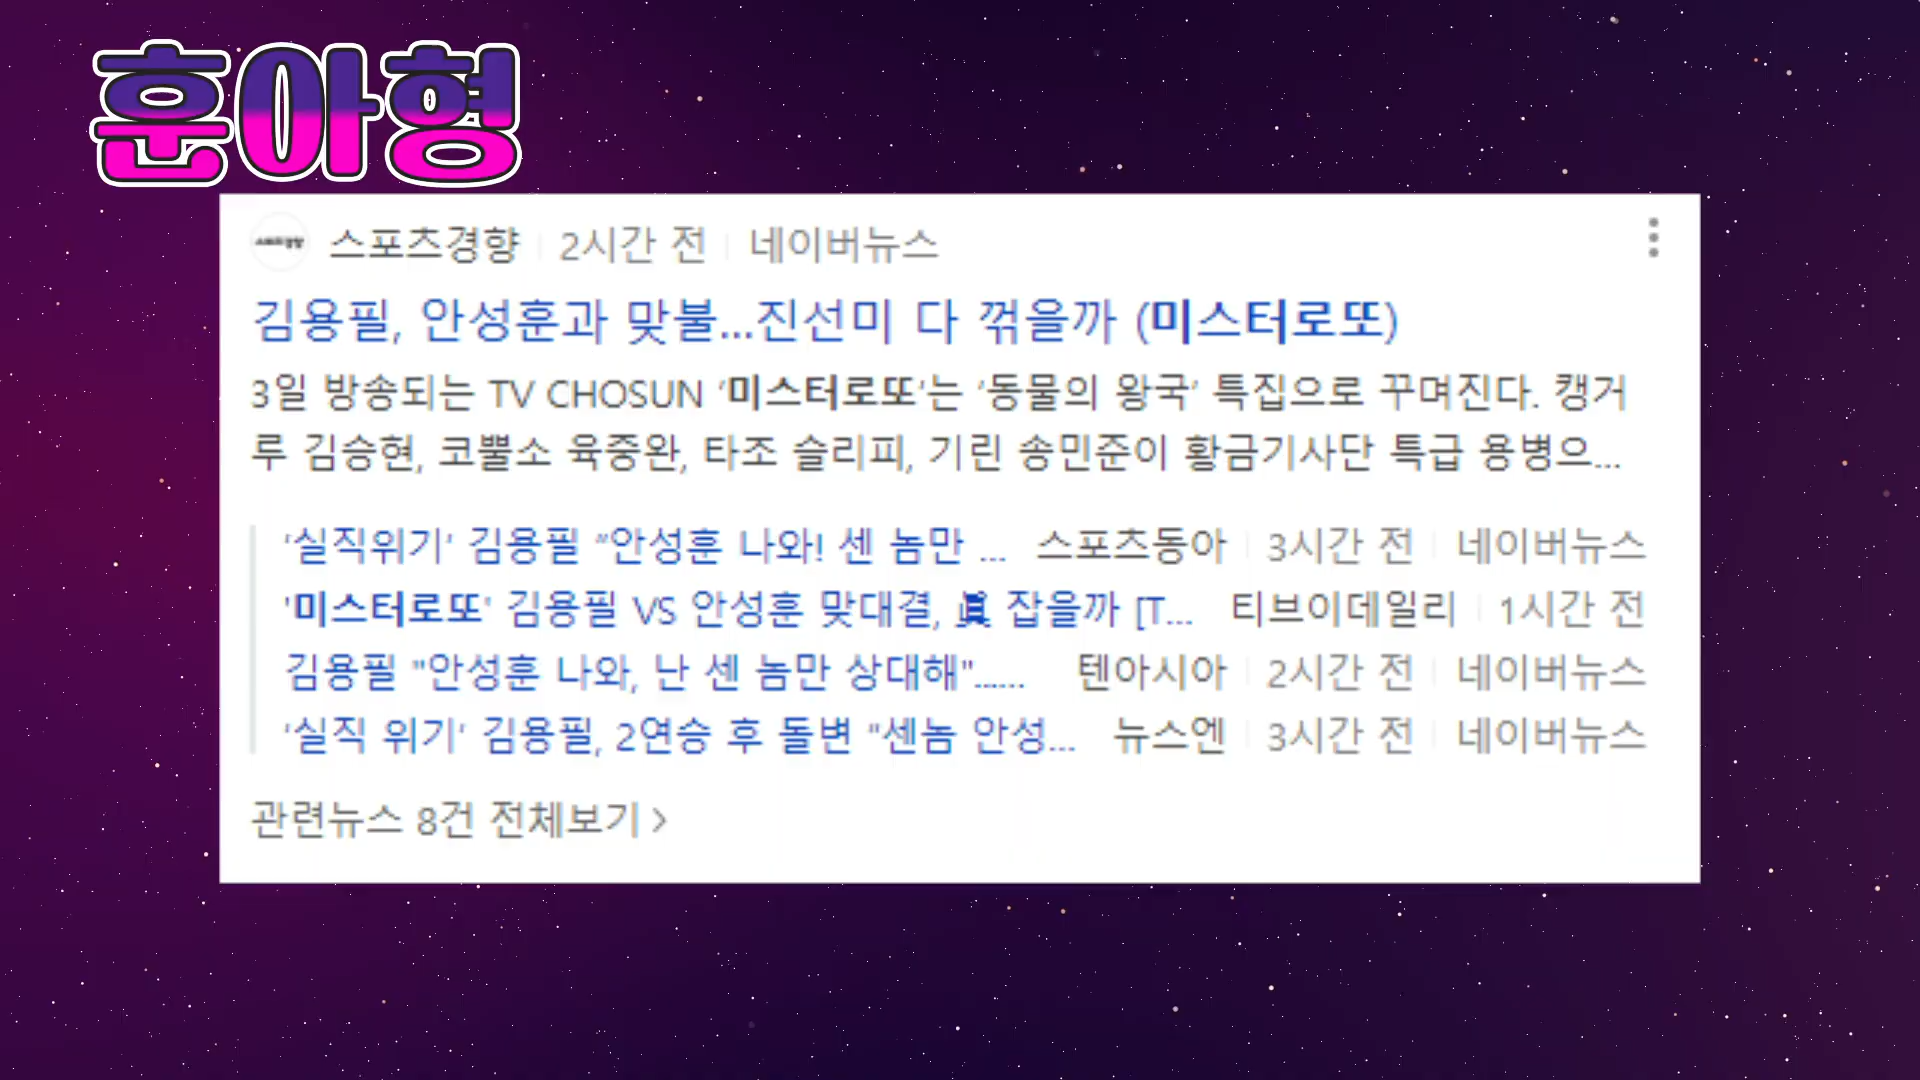 훈아형
스포츠경향 2시간 전 네이버뉴스
김용필, 안성훈과 맞불...진선미 다 꺾을까 (미스터로또)
3일 방송되는 TV CHOSUN ‘미스터로또’는 ‘동물의 왕국’ 특집으로 꾸며진다. 캥거
루 김승현, 코뿔소 육중완, 타조 슬리피, 기린 송민준이 황금기사단 특급 용병으...
‘실직위기’ 김용필 “안성훈 나와! 센 놈만 ... 스포츠동아 3시간 전 네이버뉴스
'미스터로또' 김용필 VS 안성훈 맞대결, 眞 잡을까 [T... 티브이데일리 1시간 전
김용필 "안성훈 나와, 난 센 놈만 상대해"...... 텐아시아 2시간 전 네이버뉴스
‘실직 위기’ 김용필, 2연승 후 돌변 "센놈 안성... 뉴스엔 3시간 전 네이버뉴스
관련뉴스 8건 전체보기 >